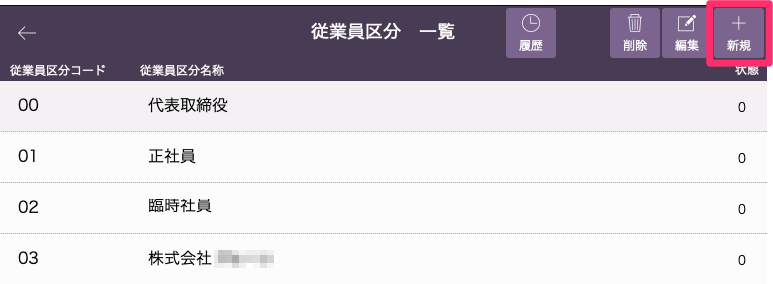 従業員区分　一覧
履歴
削除
編集
新規
従業員区分コード 従業員区分名称 状態
00 代表取締役 0
01 正社員 0
02 臨時社員 0
03 株式会社 0